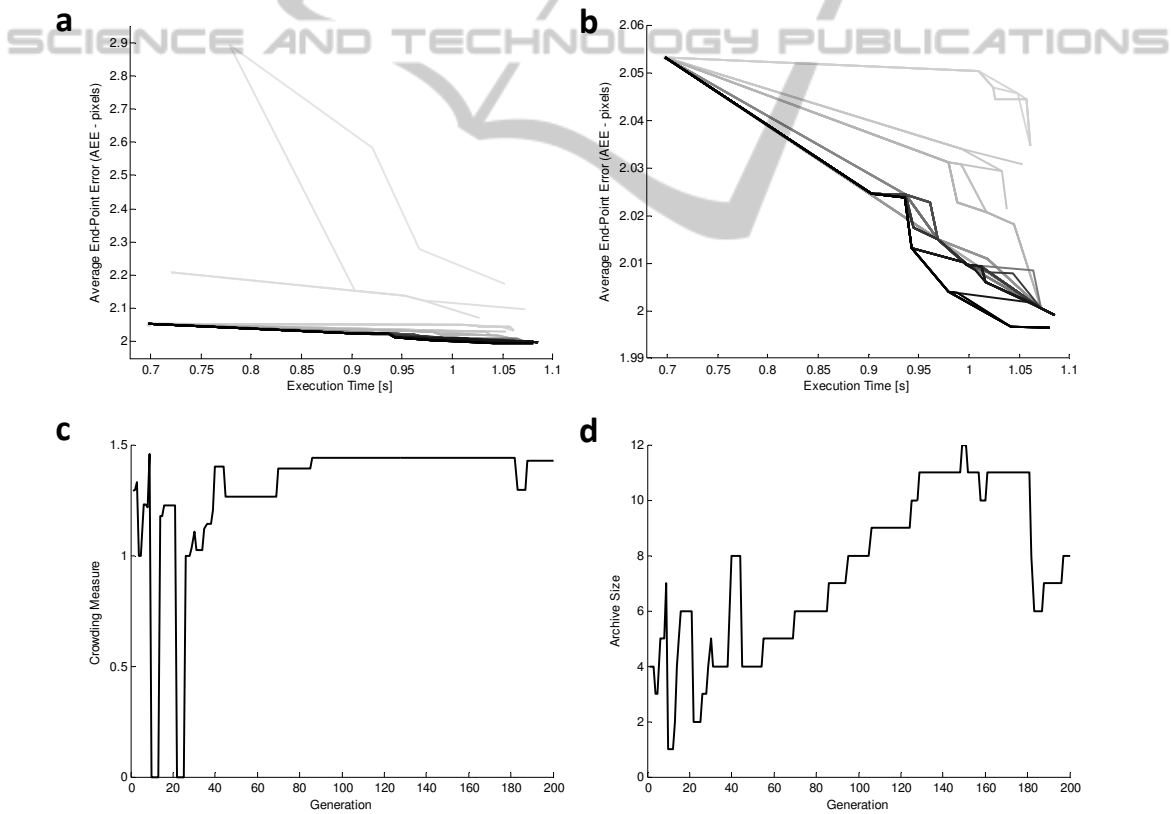 SCIENCE AND TECHNOLOGY PUBLICATIONS
a
Average End-Point Error (AEE - pixels)
2.9
2.8
2.7
2.6
2.5
2.4
2.3
2.2
2.1
2
0.7 0.75 0.8 0.85 0.9 0.95 1 1.05 1.1
Execution Time [s]
b
Average End-Point Error (AEE - pixels)
2.06
2.05
2.04
2.03
2.02
2.01
2
1.99
0.7 0.75 0.8 0.85 0.9 0.95 1 1.05 1.1
Execution Time [s]
c
Crowding Measure
1.5
1
0.5
0
0 20 40 60 80 100 120 140 160 180 200
Generation
d
Archive Size
12
10
8
6
4
2
0
0 20 40 60 80 100 120 140 160 180 200
Generation